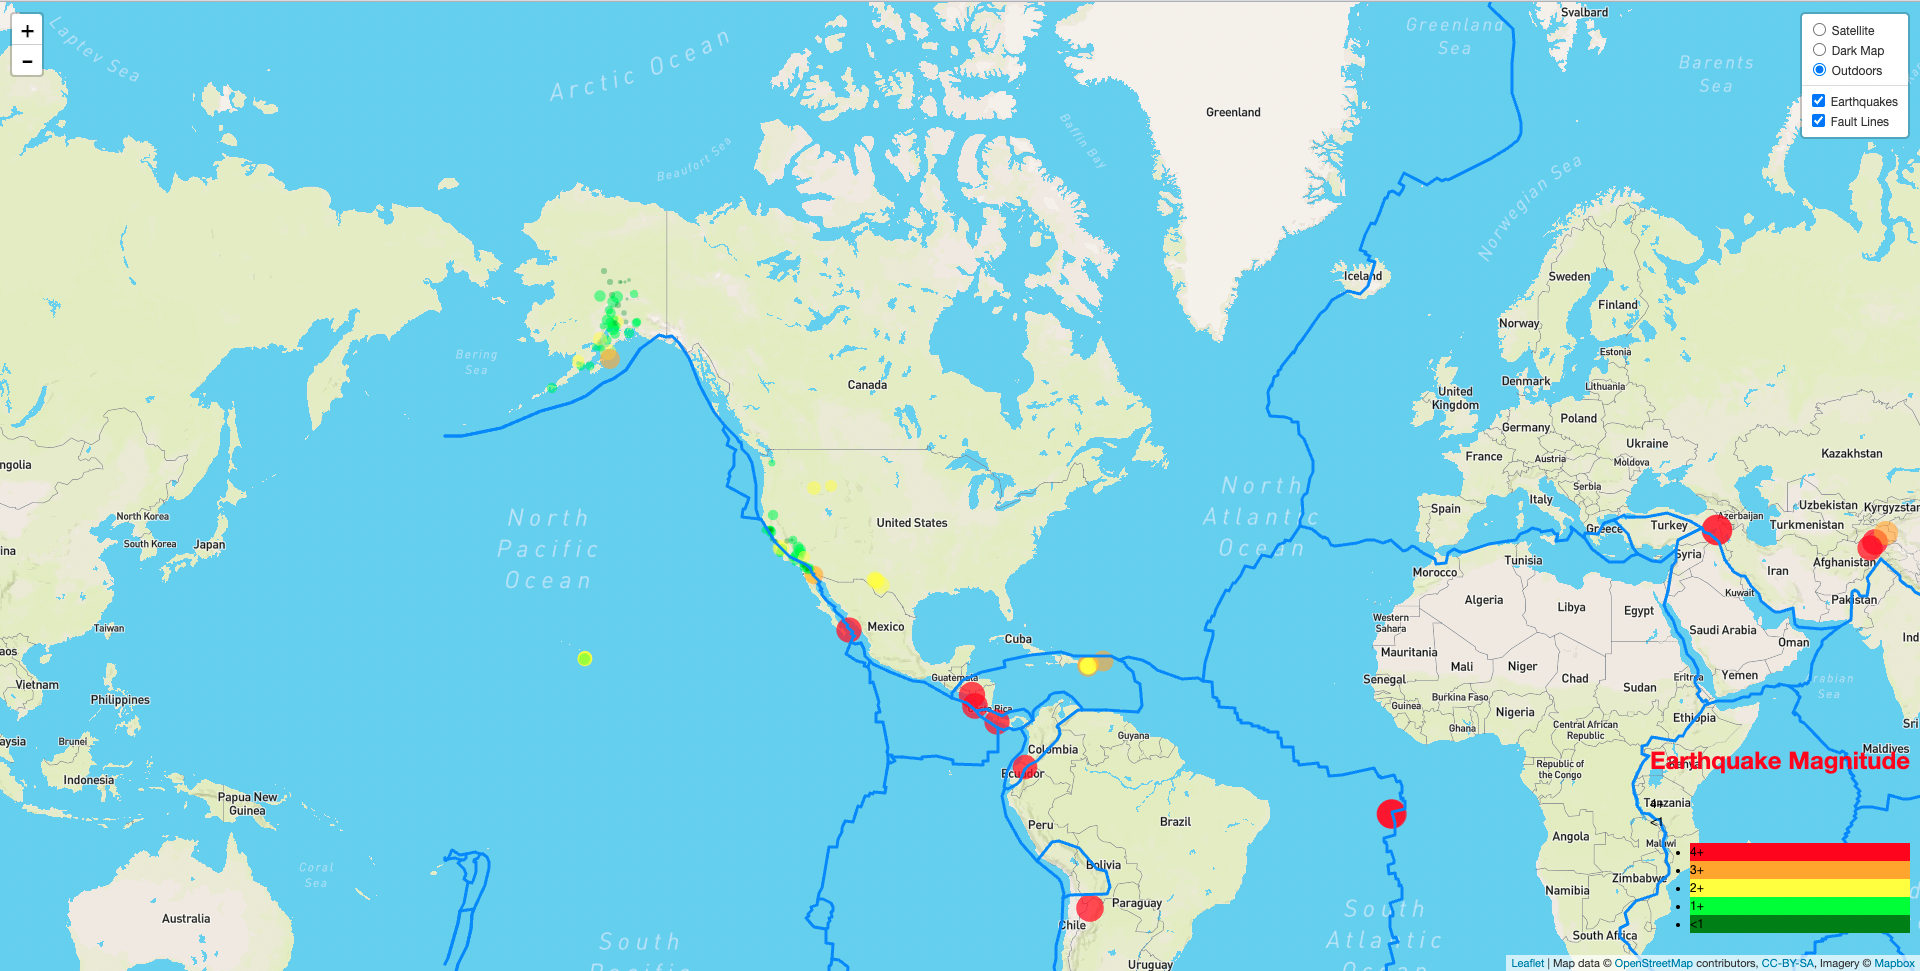 +
−
Satellite
Dark Map
Outdoors
Earthquakes
Fault Lines
Laptev Sea
Arctic Ocean
Beaufort Sea
Baffin Bay
Greenland
Greenland
Sea
Svalbard
Barents
Sea
Norwegian Sea
Iceland
Sweden
Finland
Norway
Estonia
Denmark
Lithuania
United
Kingdom
Poland
Germany
Ukraine
France
Austria
Moldova
Kazakhstan
Serbia
Italy
Spain
Greece
Turkey
Azerbaijan
Uzbekistan
Kyrgyzstan
Turkmenistan
Syria
Tunisia
Morocco
Afghanistan
Iran
Kuwait
Pakistan
Algeria
Libya
Egypt
Western
Sahara
Saudi Arabia
Oman
Ind
Mauritania
Mali
Niger
Chad
Sudan
Eritrea
Yemen
rabian
Sea
Senegal
Burkina Faso
Guinea
Nigeria
Ghana
Central African
Republic
Ethiopia
Sri
Maldives
Republic of
the Congo
Kenya
Tanzania
Angola
Malawi
Zimbabwe
Namibia
South Africa
Bering
Sea
Canada
United States
Mexico
Cuba
Guatemala
Costa Rica
Guyana
Colombia
Ecuador
Peru
Brazil
Bolivia
Paraguay
Chile
Uruguay
North
Pacific
Ocean
North
Atlantic
Ocean
South
Pacific
South
Atlantic
Ocean
ngolia
North Korea
South Korea
Japan
ina
Taiwan
aos
Vietnam
Philippines
aysia
Brunei
Indonesia
Papua New
Guinea
Coral
Sea
Australia
Earthquake Magnitude
4+
<1
4+
3+
2+
1+
<1
Leaflet | Map data © OpenStreetMap contributors, CC-BY-SA, Imagery © Mapbox